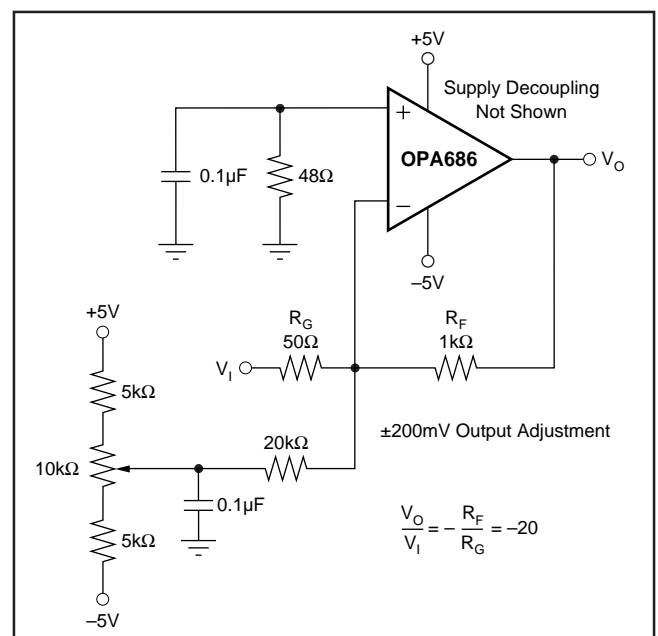 +5V
Supply Decoupling
Not Shown
+
OPA686
–
V_O
0.1µF
48Ω
–5V
+5V
R_G
50Ω
R_F
1kΩ
V_I
5kΩ
±200mV Output Adjustment
20kΩ
10kΩ
0.1µF
5kΩ
V_O/V_I = – R_F/R_G = –20
–5V